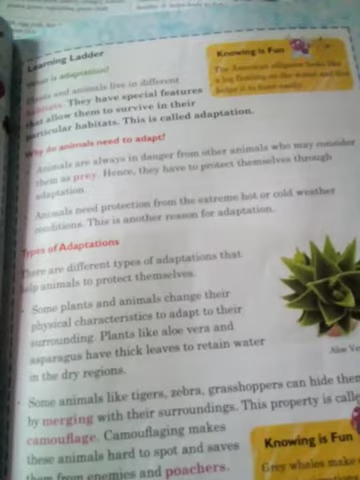 Learning Ladder
What is adaptation?
Plants and animals live in different
habitats. They have special features
that allow them to survive in their
particular habitats. This is called adaptation.
Knowing is Fun
The American alligator looks like
a log floating on the water and this
helps it to hunt easily.
Why do animals need to adapt?
Animals are always in danger from other animals who may consider
them as prey. Hence, they have to protect themselves through
adaptation.
Animals need protection from the extreme hot or cold weather
conditions. This is another reason for adaptation.
Types of Adaptations
There are different types of adaptations that
help animals to protect themselves.
Some plants and animals change their
physical characteristics to adapt to their
surrounding. Plants like aloe vera and
asparagus have thick leaves to retain water
in the dry regions.
Aloe Ve
Some animals like tigers, zebra, grasshoppers can hide them
by merging with their surroundings. This property is calle
camouflage. Camouflaging makes
these animals hard to spot and saves
them from enemies and poachers.
Knowing is Fun
Grey whales make